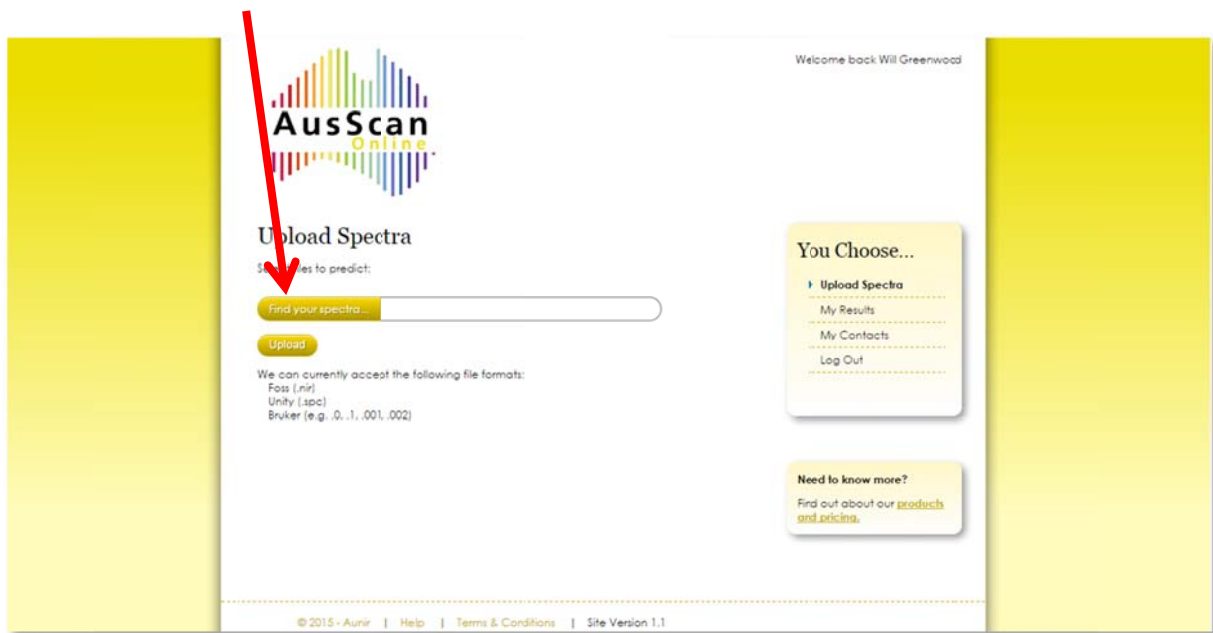 Welcome back Will Greenwood
AusScan
Online
Upload Spectra
files to predict:
Find your spectra...
Upload
We can currently accept the following file formats:
Foss (.nir)
Unity (.spc)
Bruker (e.g. .0, .1, .001, .002)
You Choose...
Upload Spectra
My Results
My Contacts
Log Out
Need to know more?
Find out about our products
and pricing.
© 2015 - Aunir | Help | Terms & Conditions | Site Version 1.1